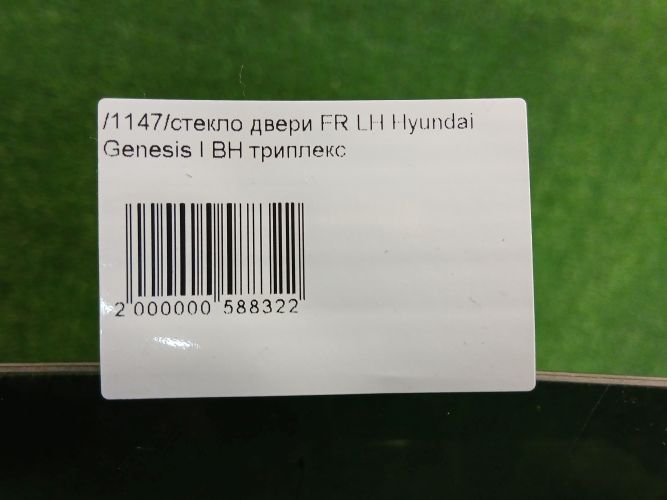 /1147/стекло двери FR LH Hyundai
Genesis I BH триплекс
2 000000 588322